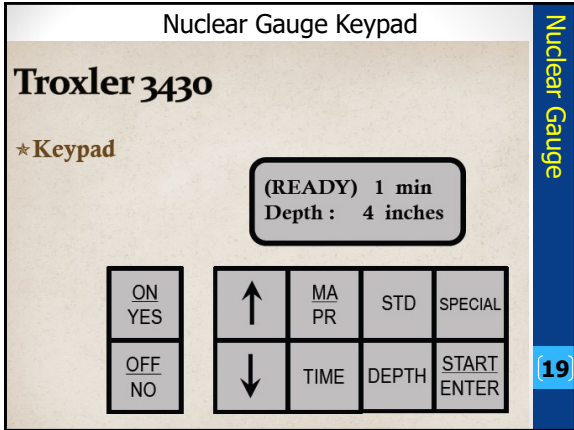 Nuclear Gauge Keypad
Nuclear Gauge
Troxler 3430
*Keypad
(READY) 1 min
Depth : 4 inches
ON
YES
↑
MA
PR
STD
SPECIAL
OFF
NO
↓
TIME
DEPTH
START
ENTER
[19]